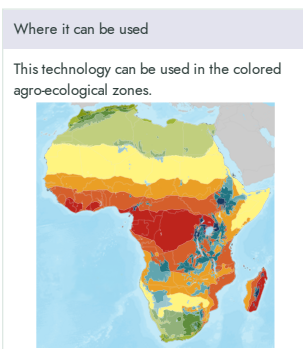 Where it can be used
This technology can be used in the colored
agro-ecological zones.